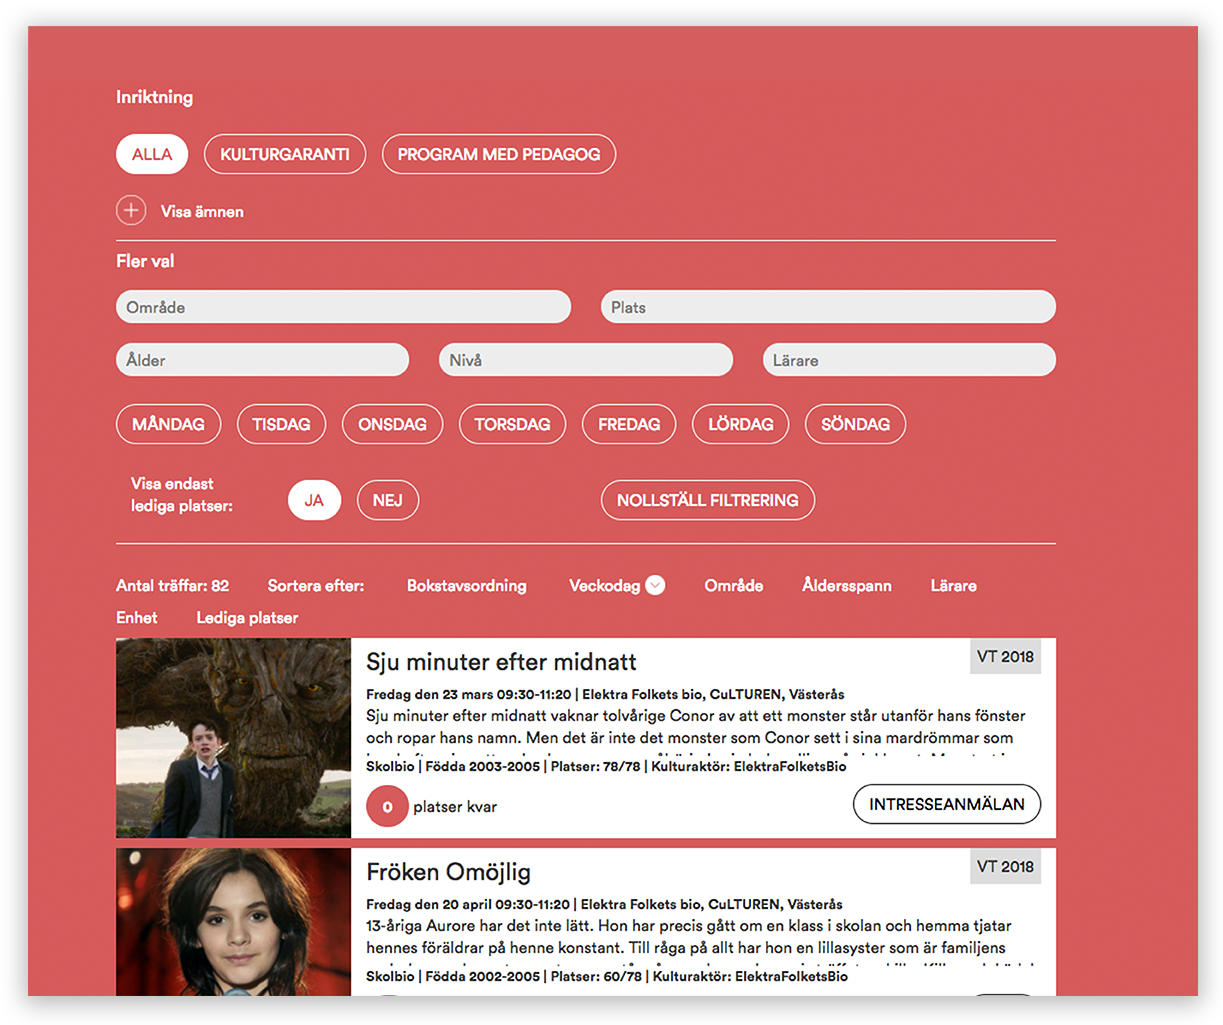 Inriktning
ALLA KULTURGARANTI PROGRAM MED PEDAGOG
Visa ämnen
Fler val
Område Plats
Ålder Nivå Lärare
MÅNDAG TISDAG ONSDAG TORSDAG FREDAG LÖRDAG SÖNDAG
Visa endast
lediga platser: JA NEJ NOLLSTÄLL FILTRERING
Antal träffar: 82 Sortera efter: Bokstavsordning Veckodag Område Åldersspann Lärare
Enhet Lediga platser
Sju minuter efter midnatt VT 2018
Fredag den 23 mars 09:30-11:20 | Elektra Folkets bio, CuLTUREN, Västerås
Sju minuter efter midnatt vaknar tolvårige Conor av att ett monster står utanför hans fönster
och ropar hans namn. Men det är inte det monster som Conor sett i sina mardrömmar som
Skolbio | Födda 2003-2005 | Platser: 78/78 | Kulturaktör: ElektraFolketsBio
0 platser kvar INTRESSEANMÄLAN
Fröken Omöjlig VT 2018
Fredag den 20 april 09:30-11:20 | Elektra Folkets bio, CuLTUREN, Västerås
13-åriga Aurore har det inte lätt. Hon har precis gått om en klass i skolan och hemma tjatar
hennes föräldrar på henne konstant. Till råga på allt har hon en lillasyster som är familjens
Skolbio | Födda 2002-2005 | Platser: 60/78 | Kulturaktör: ElektraFolketsBio